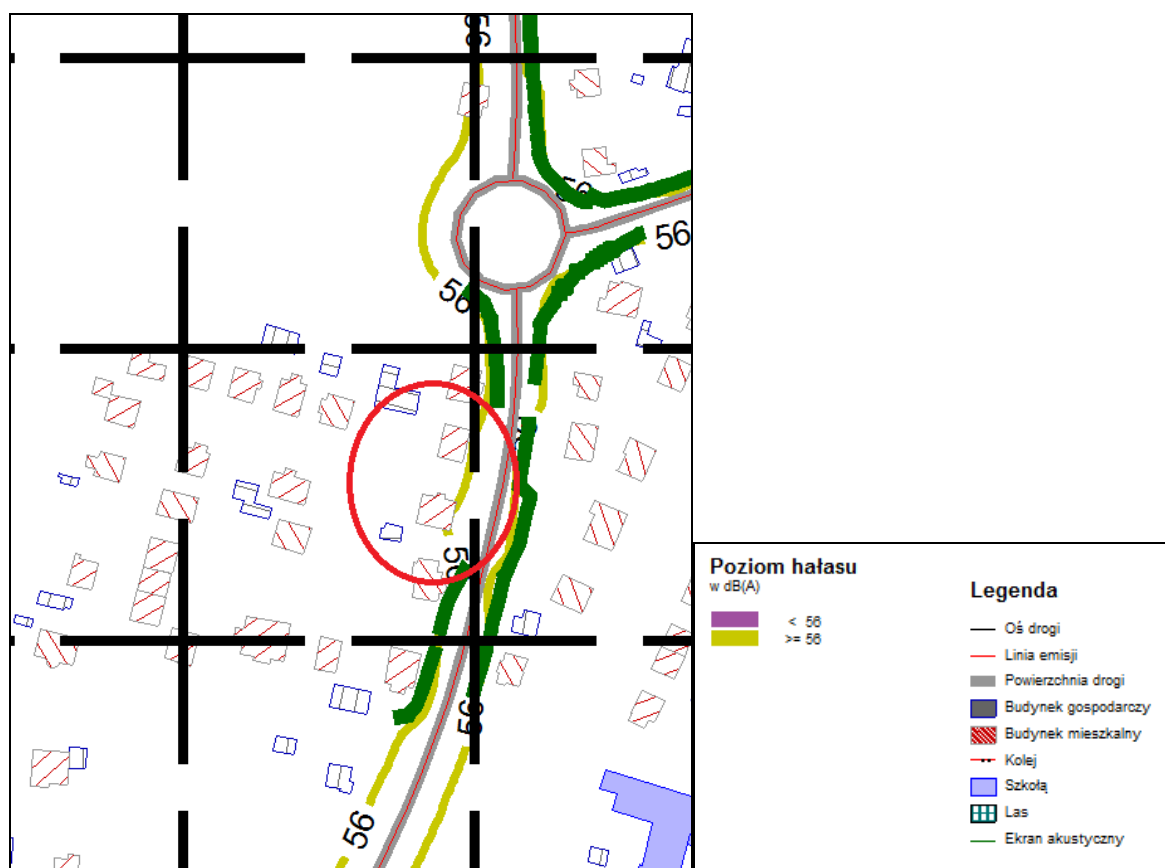 56
56
56
56
56
56
56
56
Poziom hałasu
w dB(A)
< 56
>= 56
Legenda
Oś drogi
Linia emisji
Powierzchnia drogi
Budynek gospodarczy
Budynek mieszkalny
Kolej
Szkołą
Las
Ekran akustyczny